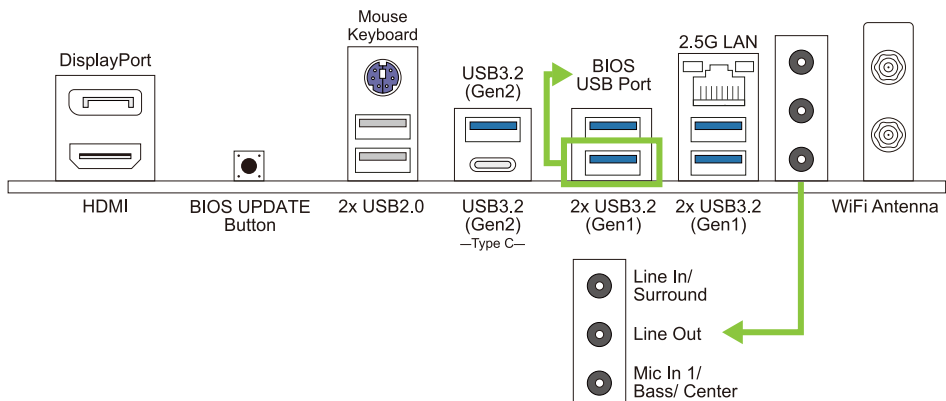 Mouse
Keyboard
DisplayPort
USB3.2
(Gen2)
BIOS
USB Port
2.5G LAN
HDMI
BIOS UPDATE
Button
2x USB2.0
USB3.2
(Gen2)
—Type C—
2x USB3.2
(Gen1)
2x USB3.2
(Gen1)
WiFi Antenna
Line In/
Surround
Line Out
Mic In 1/
Bass/ Center